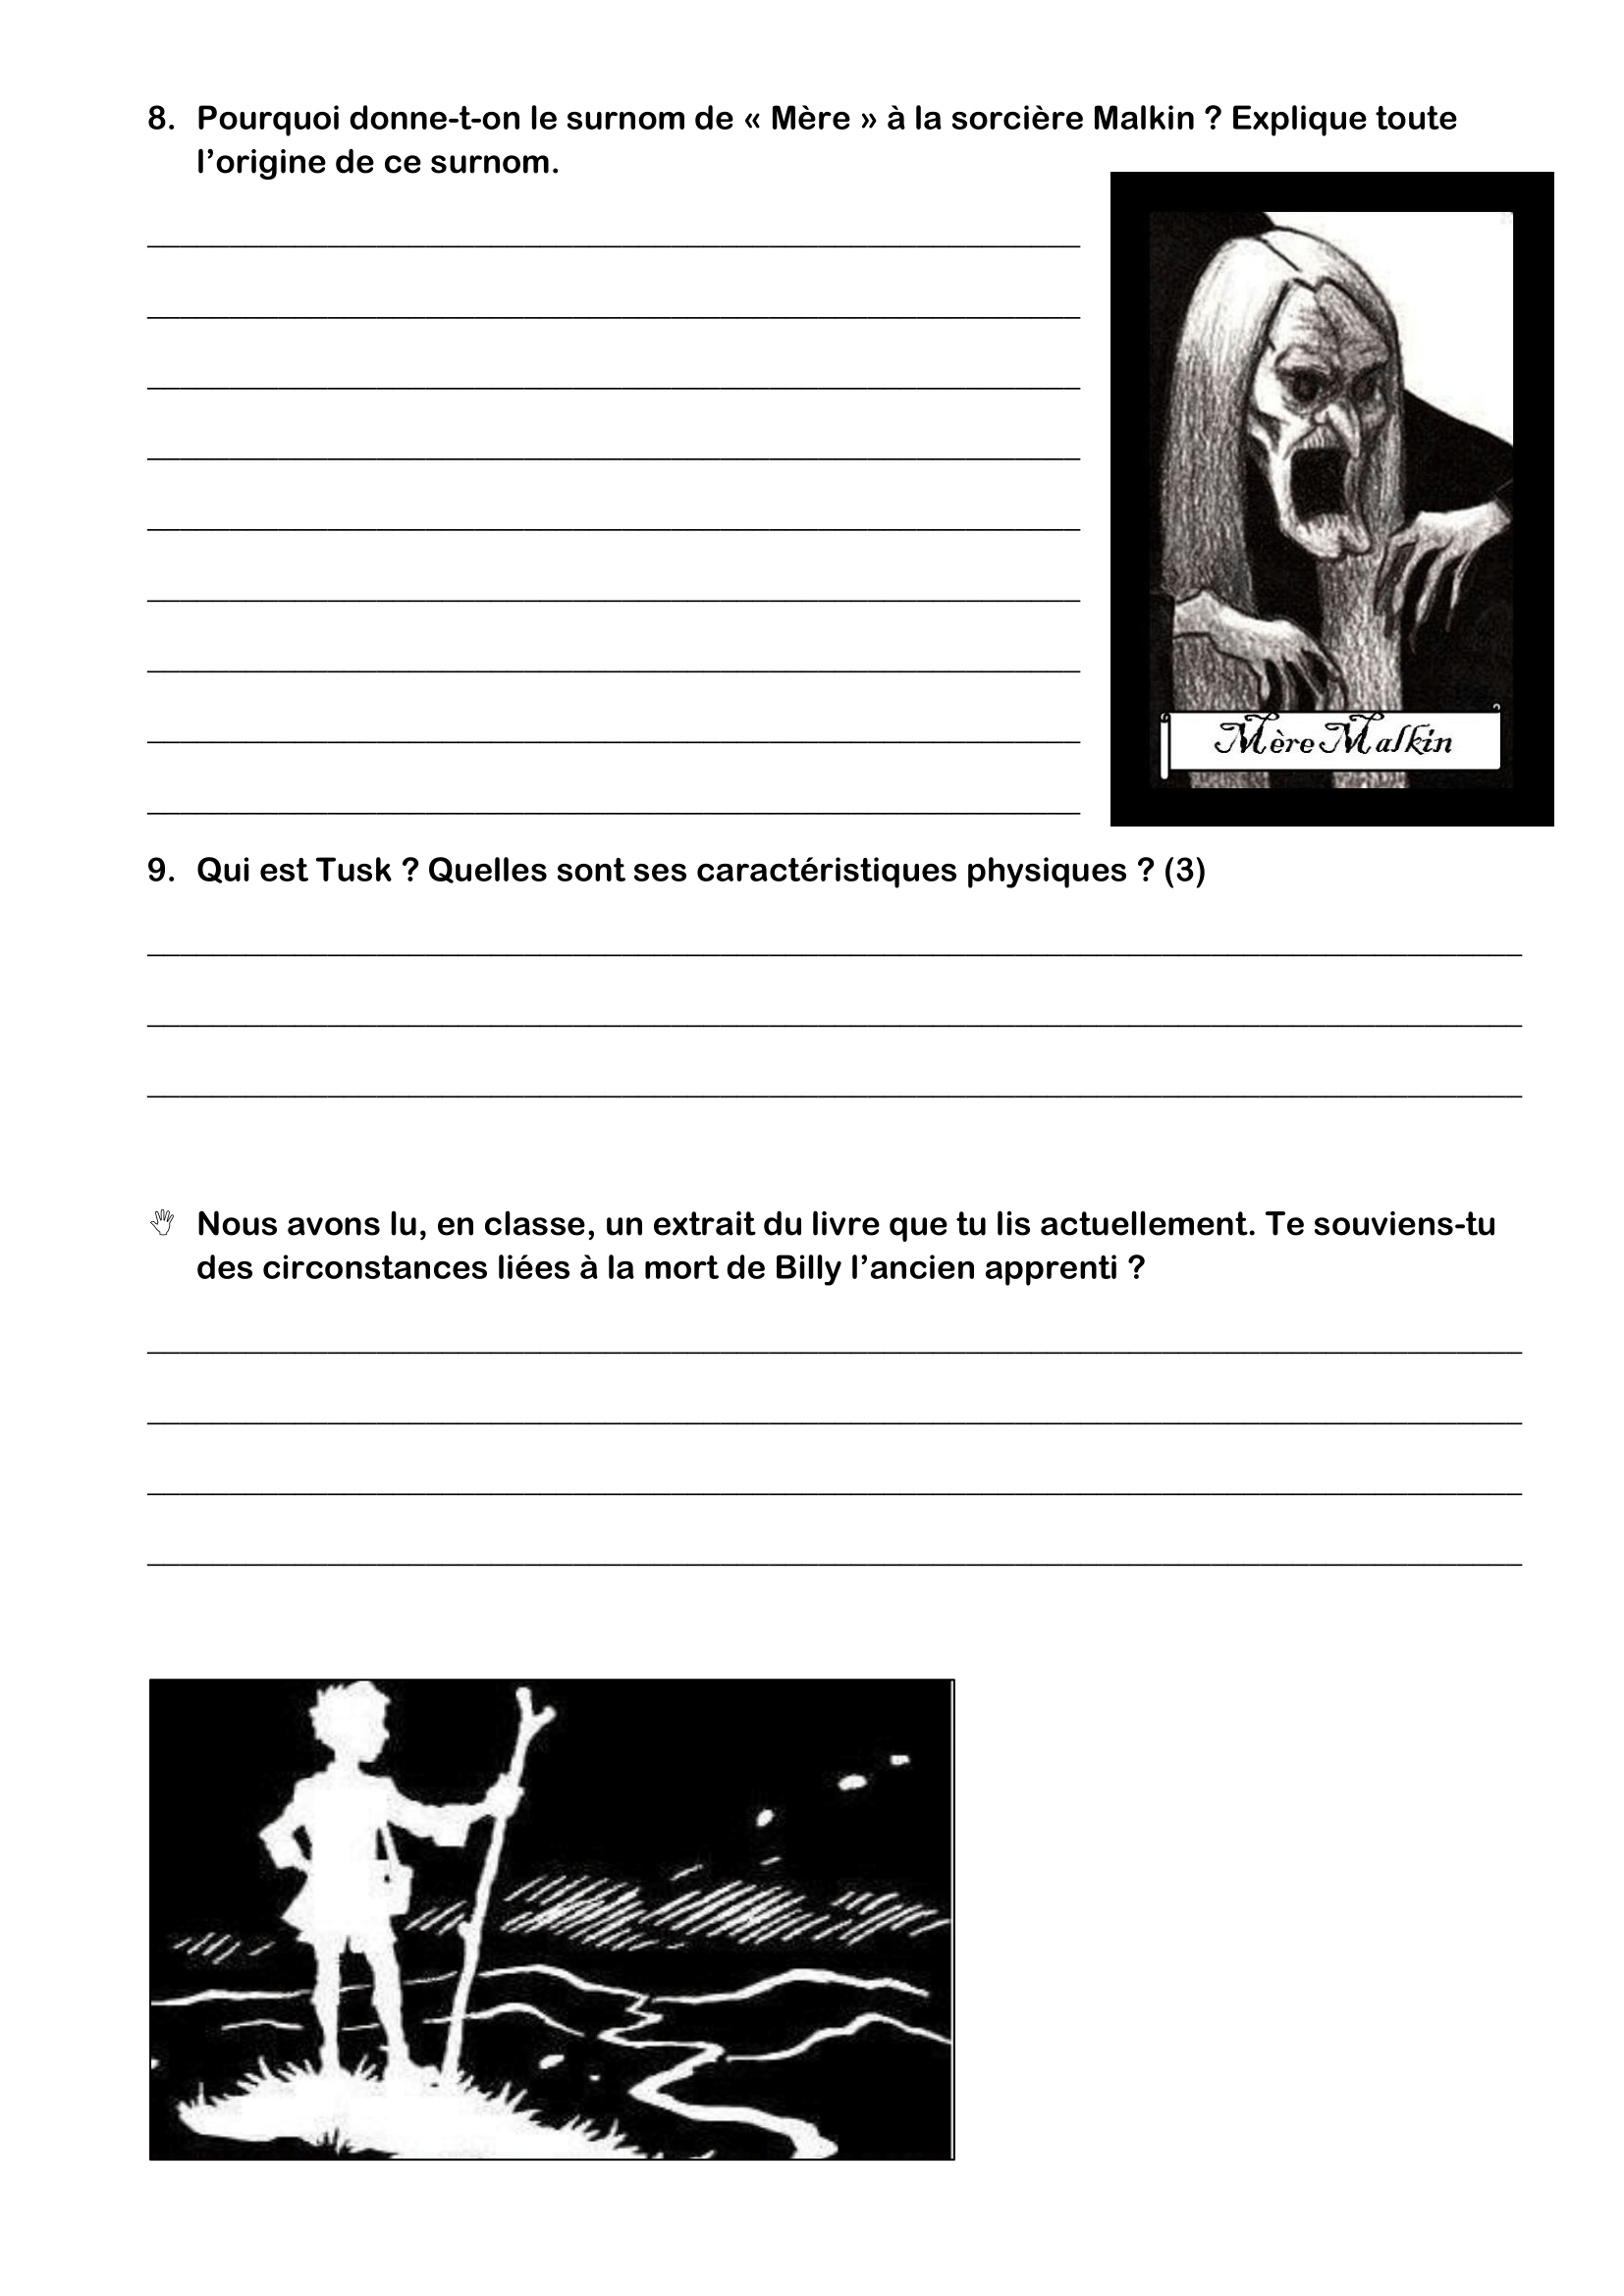 8. Pourquoi donne-t-on le surnom de « Mère » à la sorcière Malkin ? Explique toute
l’origine de ce surnom.
Mère Malkin
9. Qui est Tusk ? Quelles sont ses caractéristiques physiques ? (3)
Nous avons lu, en classe, un extrait du livre que tu lis actuellement. Te souviens-tu
des circonstances liées à la mort de Billy l’ancien apprenti ?